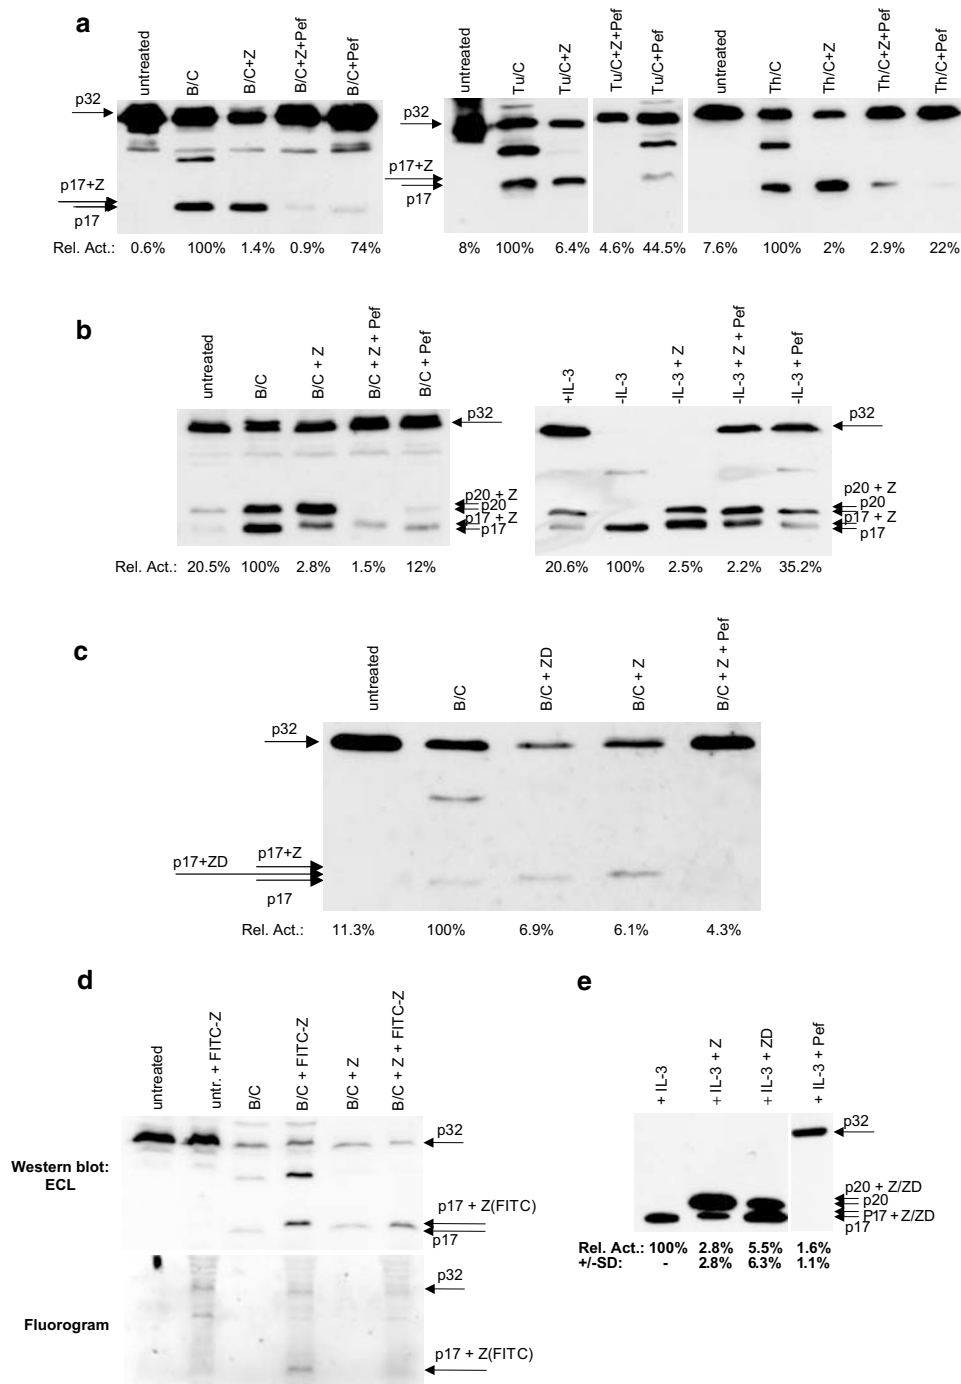 a
untreated
B/C
B/C+Z
B/C+Z+Pef
B/C+Pef
untreated
Tu/C
Tu/C+Z
Tu/C+Z+Pef
Tu/C+Pef
untreated
Th/C
Th/C+Z
Th/C+Z+Pef
Th/C+Pef
p32
p17+Z
p17
p32
p17+Z
p17
Rel. Act.: 0.6% 100% 1.4% 0.9% 74% 8% 100% 6.4% 4.6% 44.5% 7.6% 100% 2% 2.9% 22%
b
untreated
B/C
B/C + Z
B/C + Z + Pef
B/C + Pef
+IL-3
-IL-3
-IL-3 + Z
-IL-3 + Z + Pef
-IL-3 + Pef
p32
p20 + Z
p20
p17 + Z
p17
p32
p20 + Z
p20
p17 + Z
p17
Rel. Act.: 20.5% 100% 2.8% 1.5% 12% 20.6% 100% 2.5% 2.2% 35.2%
c
untreated
B/C
B/C + ZD
B/C + Z
B/C + Z + Pef
p32
p17+Z
p17+ZD
p17
Rel. Act.: 11.3% 100% 6.9% 6.1% 4.3%
d
untreated
untr. + FITC-Z
B/C
B/C + FITC-Z
B/C + Z
B/C + Z + FITC-Z
Western blot:
ECL
p32
p17 + Z(FITC)
p17
Fluorogram
p32
p17 + Z(FITC)
e
+ IL-3
+ IL-3 + Z
+ IL-3 + ZD
+ IL-3 + Pef
p32
p20 + Z/ZD
p20
P17 + Z/ZD
p17
Rel. Act.: 100% 2.8% 5.5% 1.6%
+/-SD: - 2.8% 6.3% 1.1%